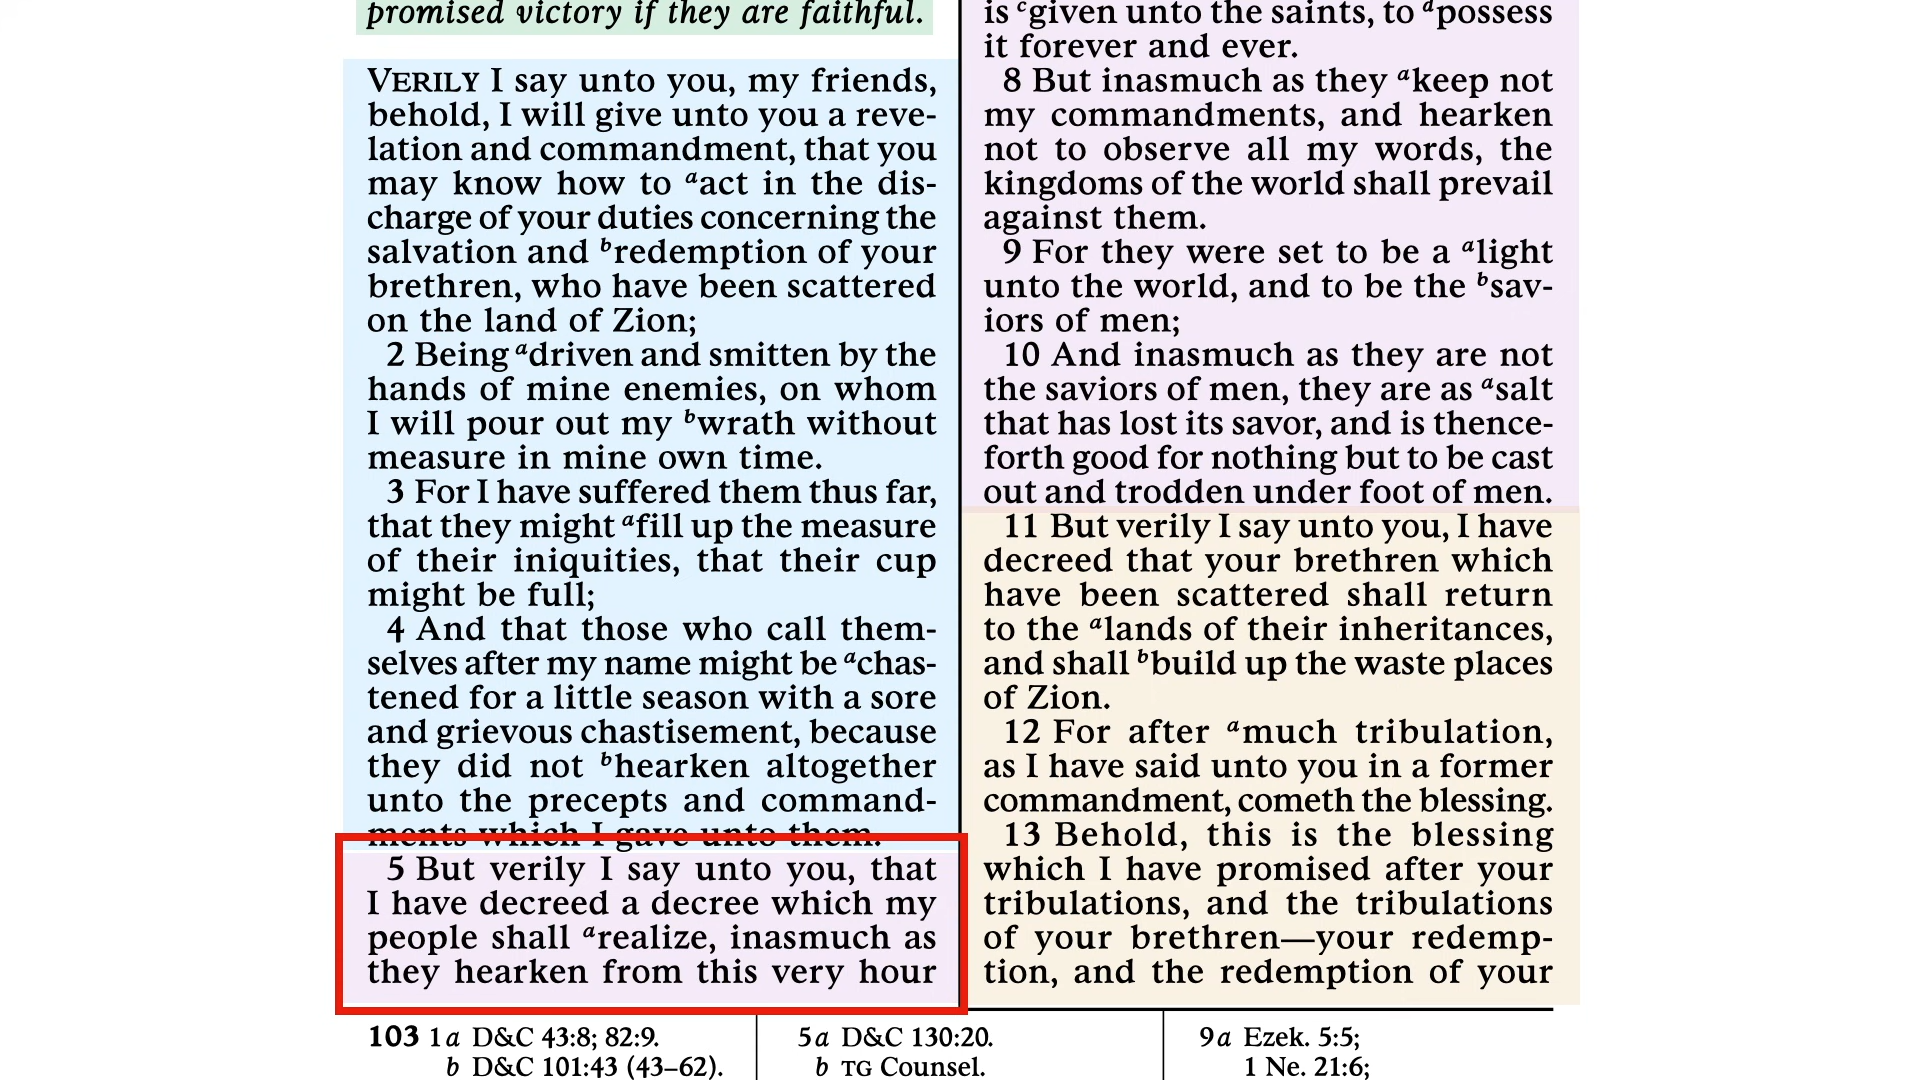 promised victory if they are faithful.
VERILY I say unto you, my friends,
behold, I will give unto you a reve-
lation and commandment, that you
may know how to aact in the dis-
charge of your duties concerning the
salvation and bredemption of your
brethren, who have been scattered
on the land of Zion;
2 Being adriven and smitten by the
hands of mine enemies, on whom
I will pour out my bwrath without
measure in mine own time.
3 For I have suffered them thus far,
that they might afill up the measure
of their iniquities, that their cup
might be full;
4 And that those who call them-
selves after my name might be achas-
tened for a little season with a sore
and grievous chastisement, because
they did not bhearken altogether
unto the precepts and command-
ments which I gave unto them.
5 But verily I say unto you, that
I have decreed a decree which my
people shall arealize, inasmuch as
they hearken from this very hour
is cgiven unto the saints, to dpossess
it forever and ever.
8 But inasmuch as they akeep not
my commandments, and hearken
not to observe all my words, the
kingdoms of the world shall prevail
against them.
9 For they were set to be a alight
unto the world, and to be the bsav-
iors of men;
10 And inasmuch as they are not
the saviors of men, they are as asalt
that has lost its savor, and is thence-
forth good for nothing but to be cast
out and trodden under foot of men.
11 But verily I say unto you, I have
decreed that your brethren which
have been scattered shall return
to the alands of their inheritances,
and shall bbuild up the waste places
of Zion.
12 For after amuch tribulation,
as I have said unto you in a former
commandment, cometh the blessing.
13 Behold, this is the blessing
which I have promised after your
tribulations, and the tribulations
of your brethren—your redemp-
tion, and the redemption of your
103 1a D&C 43:8; 82:9.
b D&C 101:43 (43–62).
5a D&C 130:20.
b TG Counsel.
9a Ezek. 5:5;
1 Ne. 21:6;